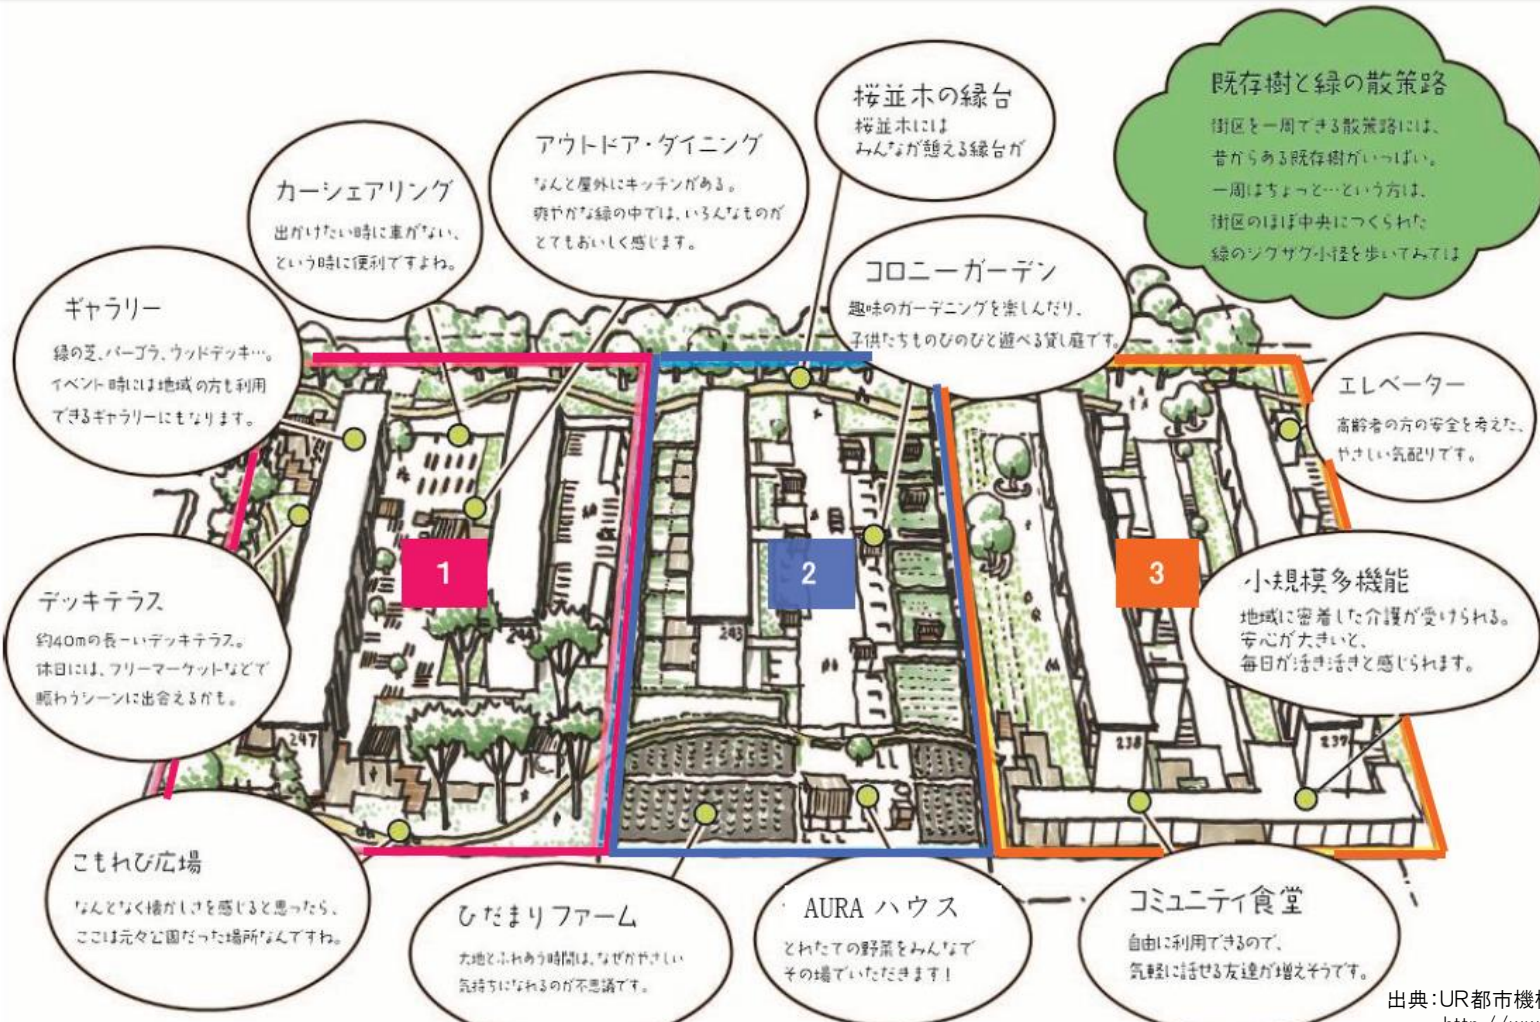 既存樹と緑の散策路
街区を一周できる散策路には、
昔からある既存樹がいっぱい。
一周はちょっと…という方は、
街区のほぼ中央につくられた
緑のジグザグ小径を歩いてみては
桜並木の縁台
桜並木には
みんなが憩える縁台が
アウトドア・ダイニング
なんと屋外にキッチンがある。
爽やかな緑の中では、いろんなものが
とてもおいしく感じます。
カーシェアリング
出かけたい時に車がない、
という時に便利ですよね。
コロニーガーデン
趣味のガーデニングを楽しんだり、
子供たちものびのびと遊べる貸し庭です。
ギャラリー
緑の芝、パーゴラ、ウッドデッキ…。
イベント時には地域の方も利用
できるギャラリーにもなります。
エレベーター
高齢者の方の安全を考えた、
やさしい気配りです。
1
2
3
小規模多機能
地域に密着した介護が受けられる。
安心が大きいと、
毎日が活き活きと感じられます。
デッキテラス
約40mの長ーいデッキテラス。
休日には、フリーマーケットなどで
賑わうシーンに出会えるかも。
247
244
243
238
237
こもれび広場
なんとなく懐かしさを感じると思ったら、
ここは元々公園だった場所なんですね。
ひだまりファーム
大地とふれあう時間は、なぜかやさしい
気持ちになれるのが不思議です。
AURA ハウス
とれたての野菜をみんなで
その場でいただきます!
コミュニティ食堂
自由に利用できるので、
気軽に話せる友達が増えそうです。
出典:UR都市機